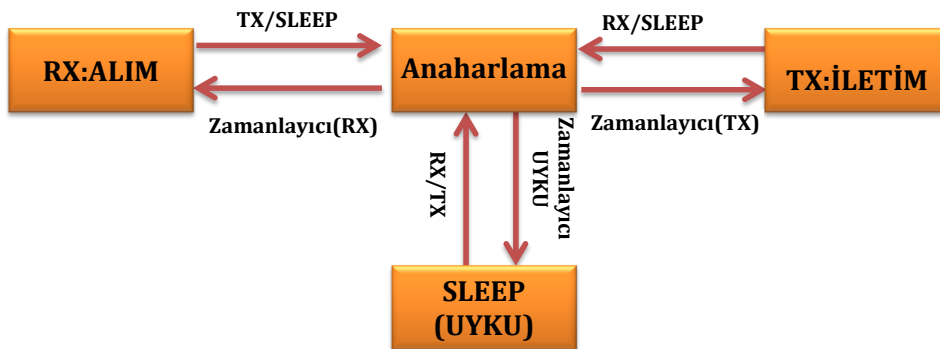 TX/SLEEP
RX/SLEEP
RX:ALIM
Anaharlama
TX:İLETİM
Zamanlayıcı(RX)
Zamanlayıcı(TX)
RX/TX
Zamanlayıcı
UYKU
SLEEP
(UYKU)